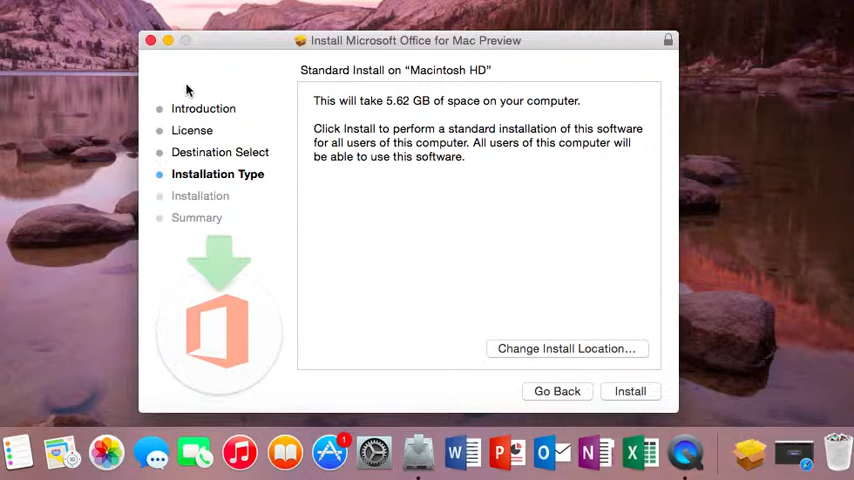 Install Microsoft Office for Mac Preview
Standard Install on “Macintosh HD”
Introduction
License
Destination Select
Installation Type
Installation
Summary
This will take 5.62 GB of space on your computer.
Click Install to perform a standard installation of this software
for all users of this computer. All users of this computer will
be able to use this software.
Change Install Location...
Go Back
Install
1
W
P
O
N
X